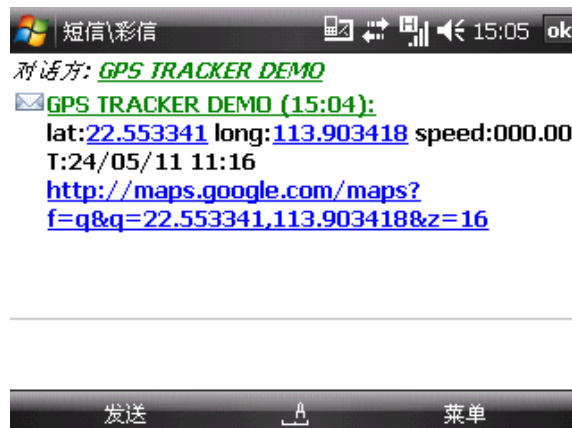 短信\彩信 15:05 ok
对话方: GPS TRACKER DEMO
GPS TRACKER DEMO (15:04):
lat:22.553341 long:113.903418 speed:000.00
T:24/05/11 11:16
http://maps.google.com/maps?
f=q&q=22.553341,113.903418&z=16
发送 菜单